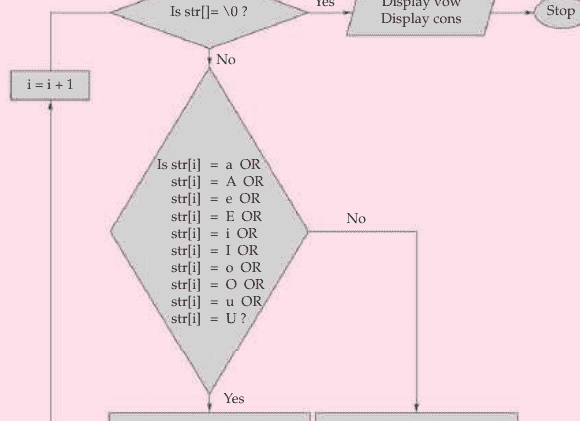 Is str[]= \0 ?
Yes
Display vow
Display cons
Stop
No
i = i + 1
Is str[i] = a OR
str[i] = A OR
str[i] = e OR
str[i] = E OR
str[i] = i OR
str[i] = I OR
str[i] = o OR
str[i] = O OR
str[i] = u OR
str[i] = U ?
No
Yes